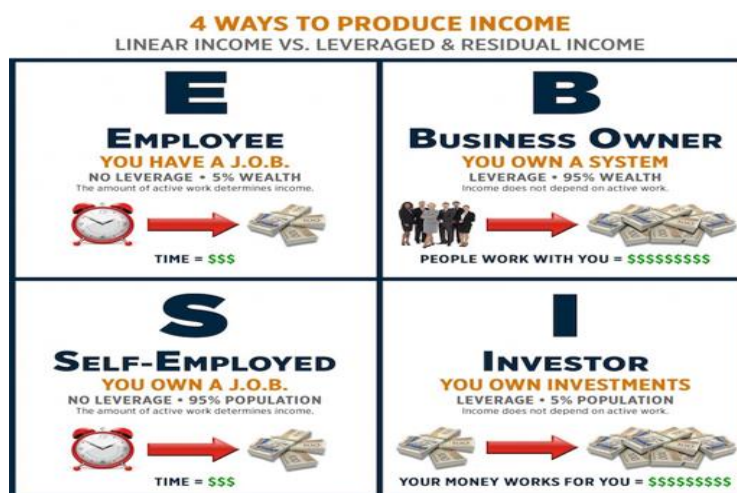 4 WAYS TO PRODUCE INCOME
LINEAR INCOME VS. LEVERAGED & RESIDUAL INCOME
E
EMPLOYEE
YOU HAVE A J.O.B.
NO LEVERAGE • 5% WEALTH
The amount of active work determines income.
TIME = $$$
B
BUSINESS OWNER
YOU OWN A SYSTEM
LEVERAGE • 95% WEALTH
Income does not depend on active work.
PEOPLE WORK WITH YOU = $$$$$$$$$
S
SELF-EMPLOYED
YOU OWN A J.O.B.
NO LEVERAGE • 95% POPULATION
The amount of active work determines income.
TIME = $$$
I
INVESTOR
YOU OWN INVESTMENTS
LEVERAGE • 5% POPULATION
Income does not depend on active work.
YOUR MONEY WORKS FOR YOU = $$$$$$$$$